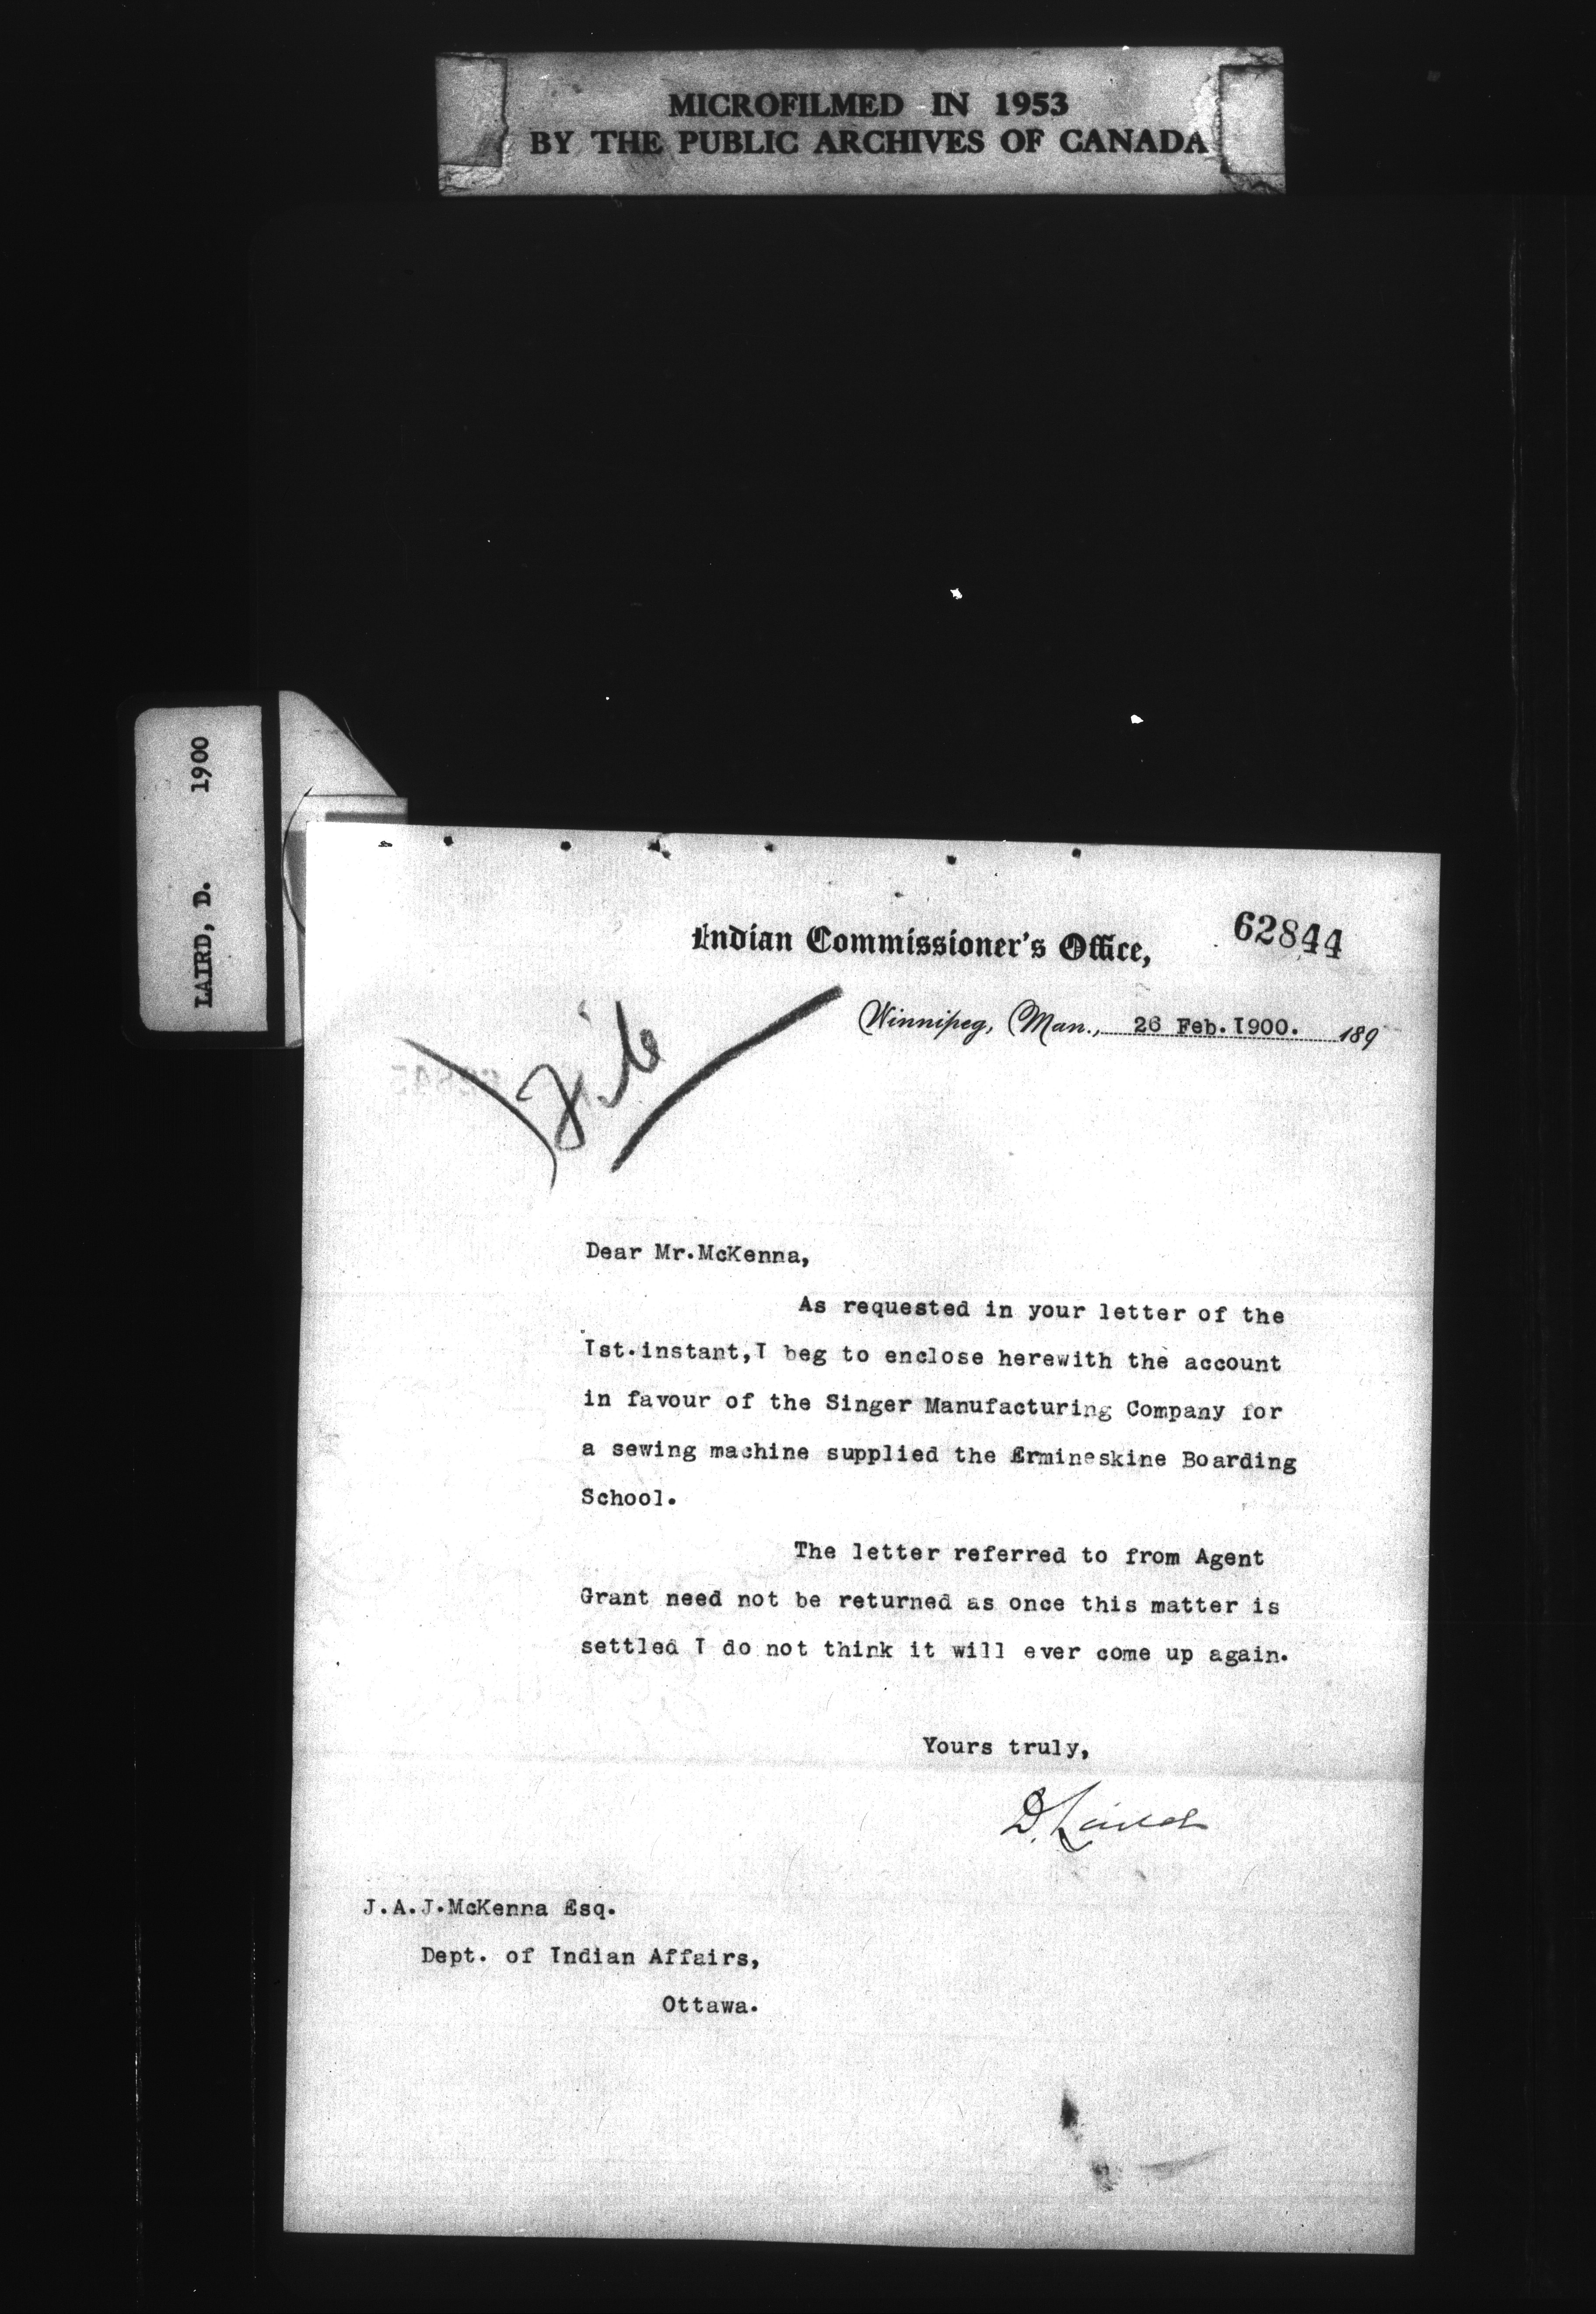 MICROFILMED IN 1953
BY THE PUBLIC ARCHIVES OF CANADA
LAIRD, D. 1900
Indian Commissioner's Office,
62844
Winnipeg, Man., 26 Feb. I900. 189
File
Dear Mr.McKenna,
As requested in your letter of the
Ist.instant,I beg to enclose herewith the account
in favour of the Singer Manufacturing Company for
a sewing machine supplied the Ermineskine Boarding
School.
The letter referred to from Agent
Grant need not be returned as once this matter is
settled I do not think it will ever come up again.
Yours truly,
D. Laird
J.A.J.McKenna Esq.
Dept. of Indian Affairs,
Ottawa.